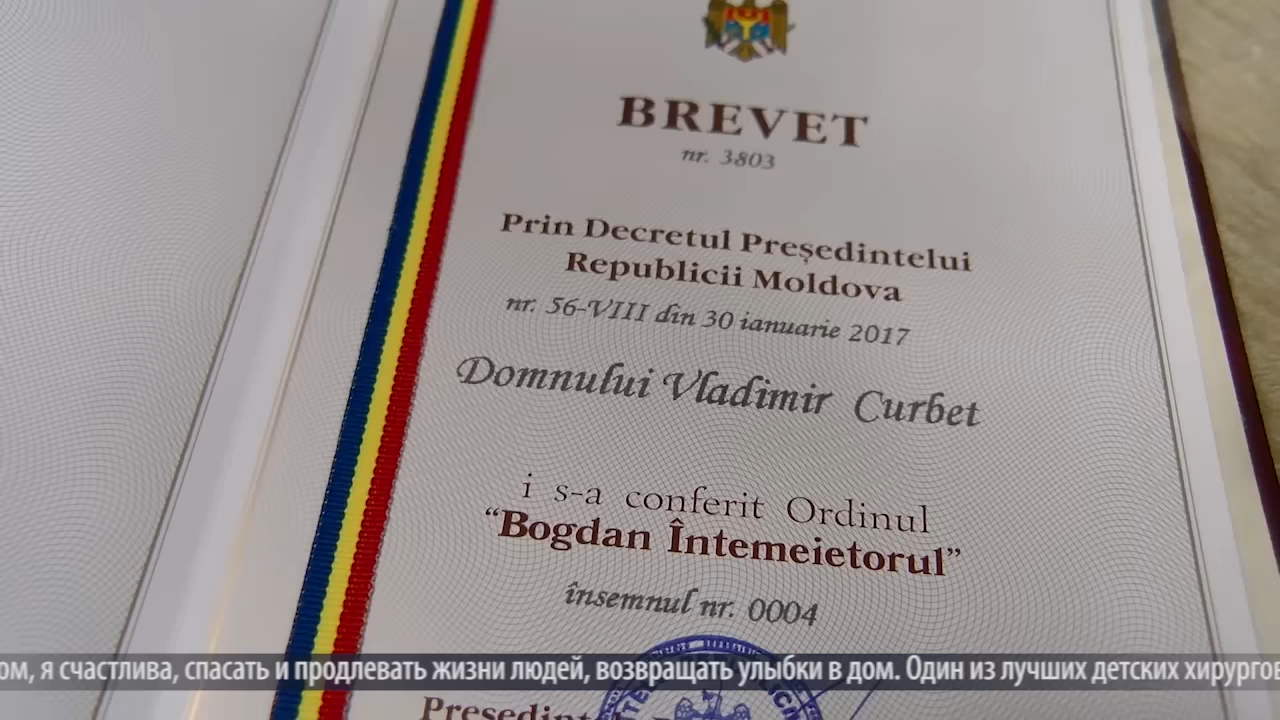 BREVET
nr. 3803
Prin Decretul Președintelui
Republicii Moldova
nr. 56-VIII din 30 ianuarie 2017
Domnului Vladimir Curbet
i s-a conferit Ordinul
“Bogdan Întemeietorul”
însemnul nr. 0004
ом, я счастлива, спасать и продлевать жизни людей, возвращать улыбки в дом. Один из лучших детских хирургов